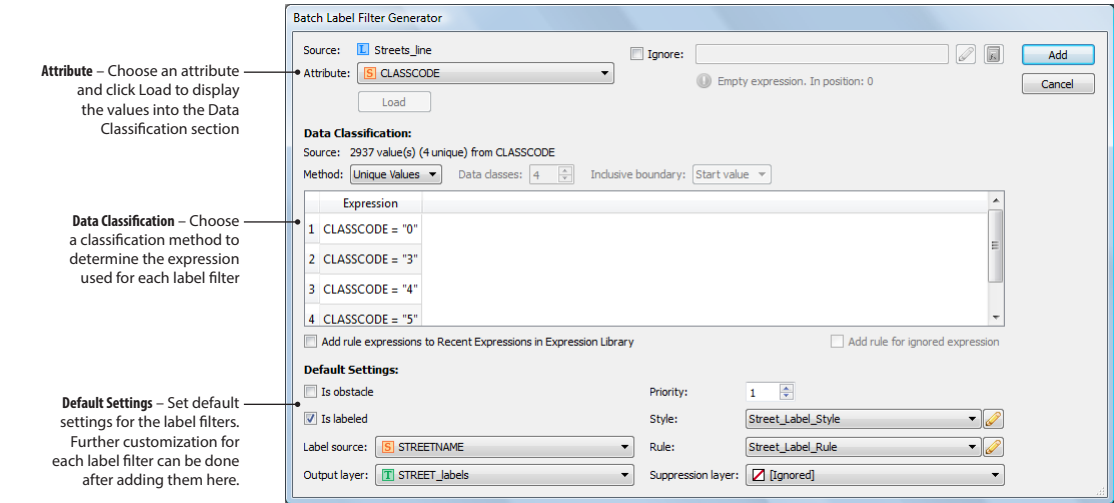 Batch Label Filter Generator
Source: L Streets_line
Ignore:
Add
Attribute: S CLASSCODE
Empty expression. In position: 0
Cancel
Load
Attribute – Choose an attribute
and click Load to display
the values into the Data
Classification section
Data Classification:
Source: 2937 value(s) (4 unique) from CLASSCODE
Method: Unique Values Data classes: 4 Inclusive boundary: Start value
Expression
1 CLASSCODE = "0"
2 CLASSCODE = "3"
3 CLASSCODE = "4"
4 CLASSCODE = "5"
Data Classification – Choose
a classification method to
determine the expression
used for each label filter
Add rule expressions to Recent Expressions in Expression Library
Add rule for ignored expression
Default Settings:
Is obstacle
Priority: 1
Is labeled
Style: Street_Label_Style
Label source: S STREETNAME
Rule: Street_Label_Rule
Output layer: T STREET_labels
Suppression layer: [Ignored]
Default Settings – Set default
settings for the label filters.
Further customization for
each label filter can be done
after adding them here.